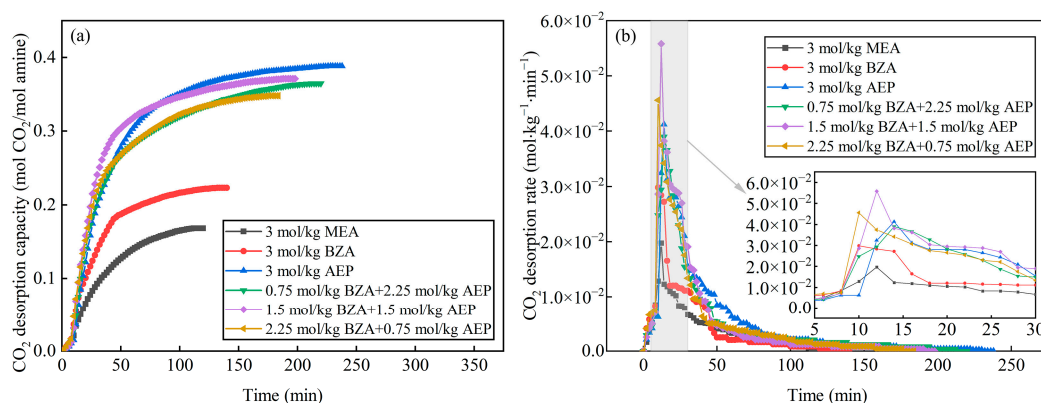 (a)
CO₂ desorption capacity (mol CO₂/mol amine)
0.4
0.3
0.2
0.1
0.0
0 50 100 150 200 250 300 350
Time (min)
3 mol/kg MEA
3 mol/kg BZA
3 mol/kg AEP
0.75 mol/kg BZA+2.25 mol/kg AEP
1.5 mol/kg BZA+1.5 mol/kg AEP
2.25 mol/kg BZA+0.75 mol/kg AEP
(b)
CO₂ desorption rate (mol·kg⁻¹·min⁻¹)
6.0×10⁻²
5.0×10⁻²
4.0×10⁻²
3.0×10⁻²
2.0×10⁻²
1.0×10⁻²
0.0
0 50 100 150 200 250
Time (min)
3 mol/kg MEA
3 mol/kg BZA
3 mol/kg AEP
0.75 mol/kg BZA+2.25 mol/kg AEP
1.5 mol/kg BZA+1.5 mol/kg AEP
2.25 mol/kg BZA+0.75 mol/kg AEP
6.0×10⁻²
5.0×10⁻²
4.0×10⁻²
3.0×10⁻²
2.0×10⁻²
1.0×10⁻²
0.0
5 10 15 20 25 30